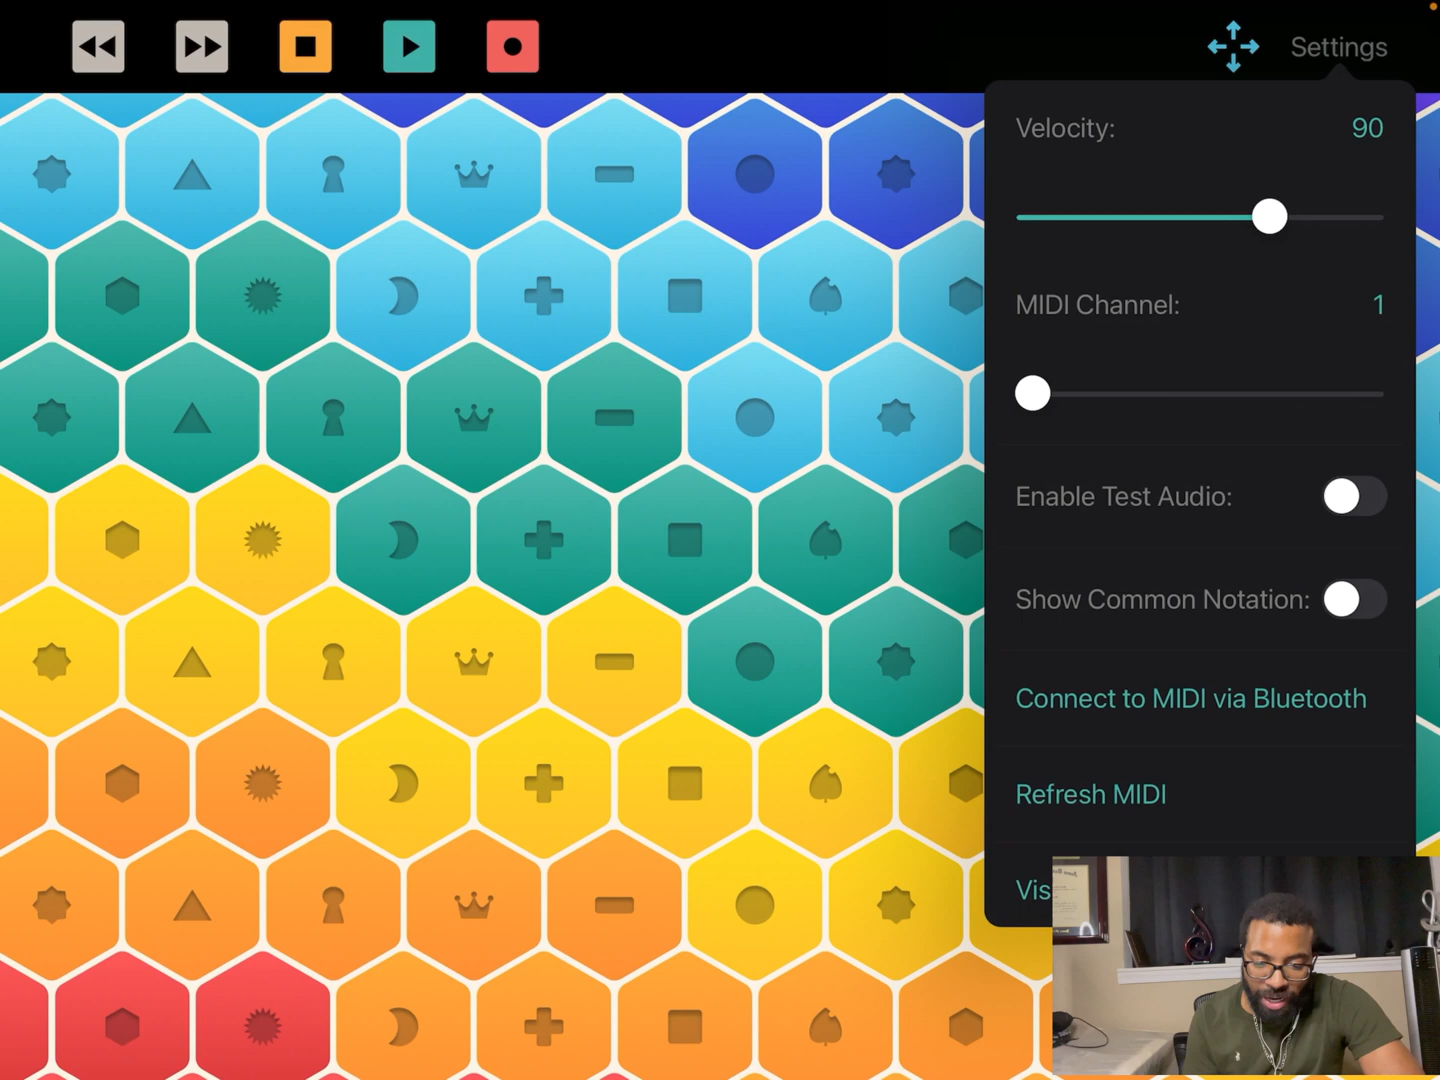 Settings
Velocity: 90
MIDI Channel: 1
Enable Test Audio:
Show Common Notation:
Connect to MIDI via Bluetooth
Refresh MIDI
Vis